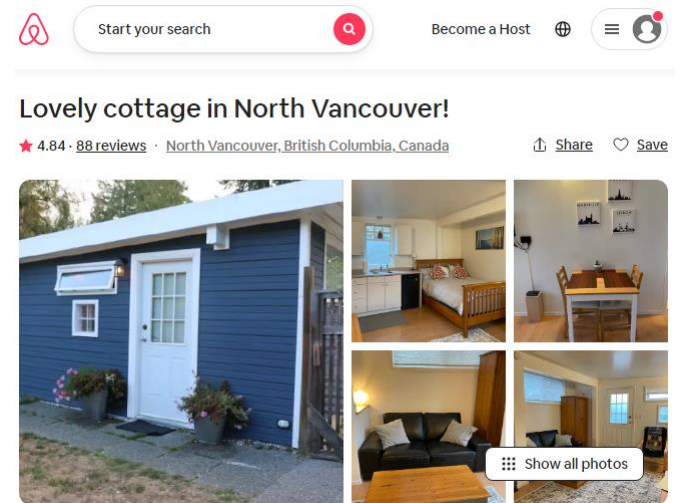 Start your search
Become a Host
Lovely cottage in North Vancouver!
4.84 · 88 reviews · North Vancouver, British Columbia, Canada
Share
Save
Show all photos